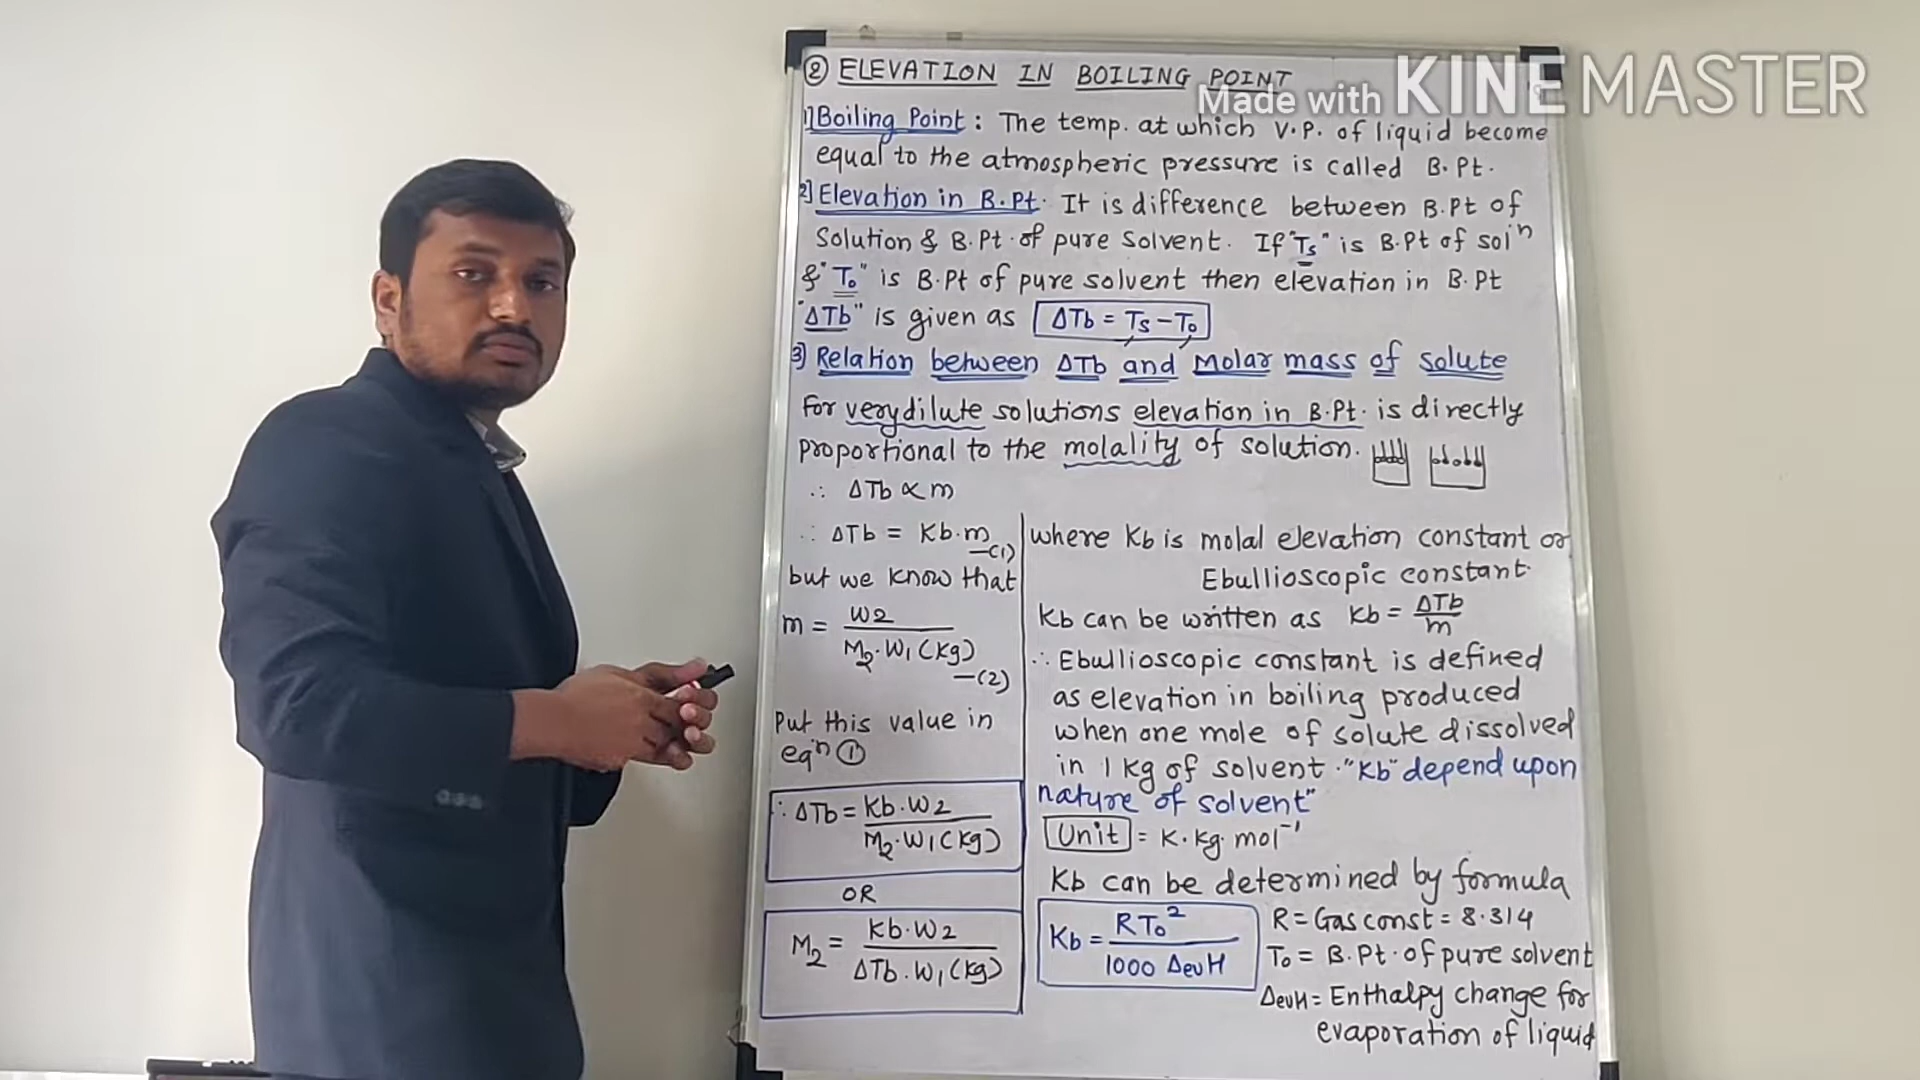 ② ELEVATION IN BOILING POINT
Made with KINEMASTER
1] Boiling Point : The temp. at which V.P. of liquid become
equal to the atmospheric pressure is called B.Pt.
2] Elevation in B.Pt. It is difference between B.Pt of
Solution & B.Pt. of pure Solvent. If "Ts" is B.Pt of solⁿ
& "T₀" is B.Pt of pure solvent then elevation in B.Pt
"ΔTb" is given as ΔTb = Ts − T₀
3] Relation between ΔTb and Molar mass of solute
For very dilute solutions elevation in B.Pt. is directly
proportional to the molality of solution.
∴ ΔTb ∝ m
∴ ΔTb = Kb.m —(1)
but we know that
m = W2 / M₂.W₁(Kg) —(2)
Put this value in
eqⁿ ①
∴ ΔTb = Kb.W2 / M₂.W₁(Kg)
OR
M₂ = Kb.W2 / ΔTb.W₁(Kg)
where Kb is molal elevation constant or
Ebullioscopic constant
Kb can be written as Kb = ΔTb / m
∴ Ebullioscopic constant is defined
as elevation in boiling produced
when one mole of solute dissolved
in 1 kg of solvent. "Kb" depend upon
nature of solvent"
Unit = K.kg.mol⁻¹
Kb can be determined by formula
Kb = RT₀² / 1000 ΔevH
R = Gas const = 8.314
T₀ = B.Pt. of pure solvent
ΔevH = Enthalpy change for
evaporation of liquid